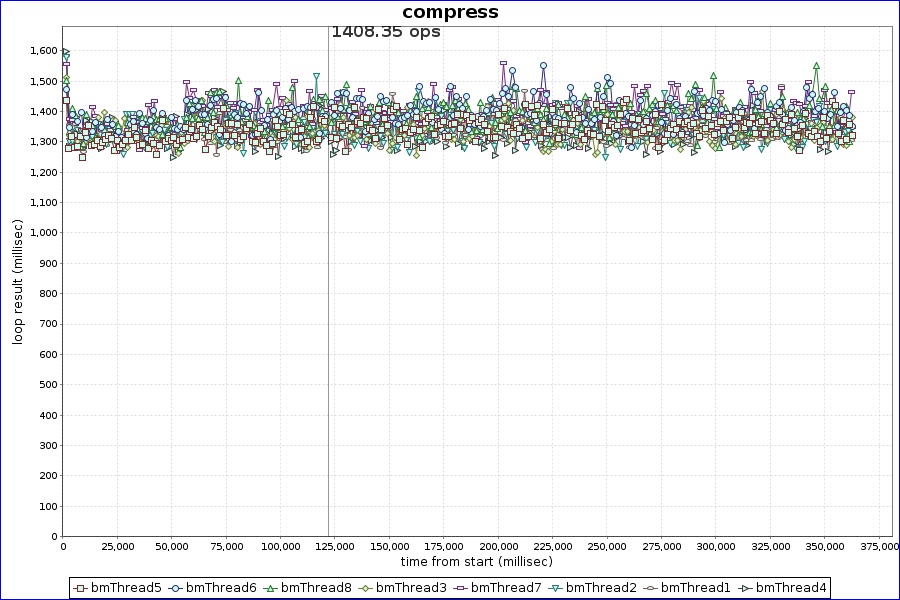 compress
1408.35 ops
1,600
1,500
1,400
1,300
1,200
1,100
1,000
900
800
700
600
500
400
300
200
100
0
loop result (millisec)
0 25,000 50,000 75,000 100,000 125,000 150,000 175,000 200,000 225,000 250,000 275,000 300,000 325,000 350,000 375,000
time from start (millisec)
bmThread5 bmThread6 bmThread8 bmThread3 bmThread7 bmThread2 bmThread1 bmThread4